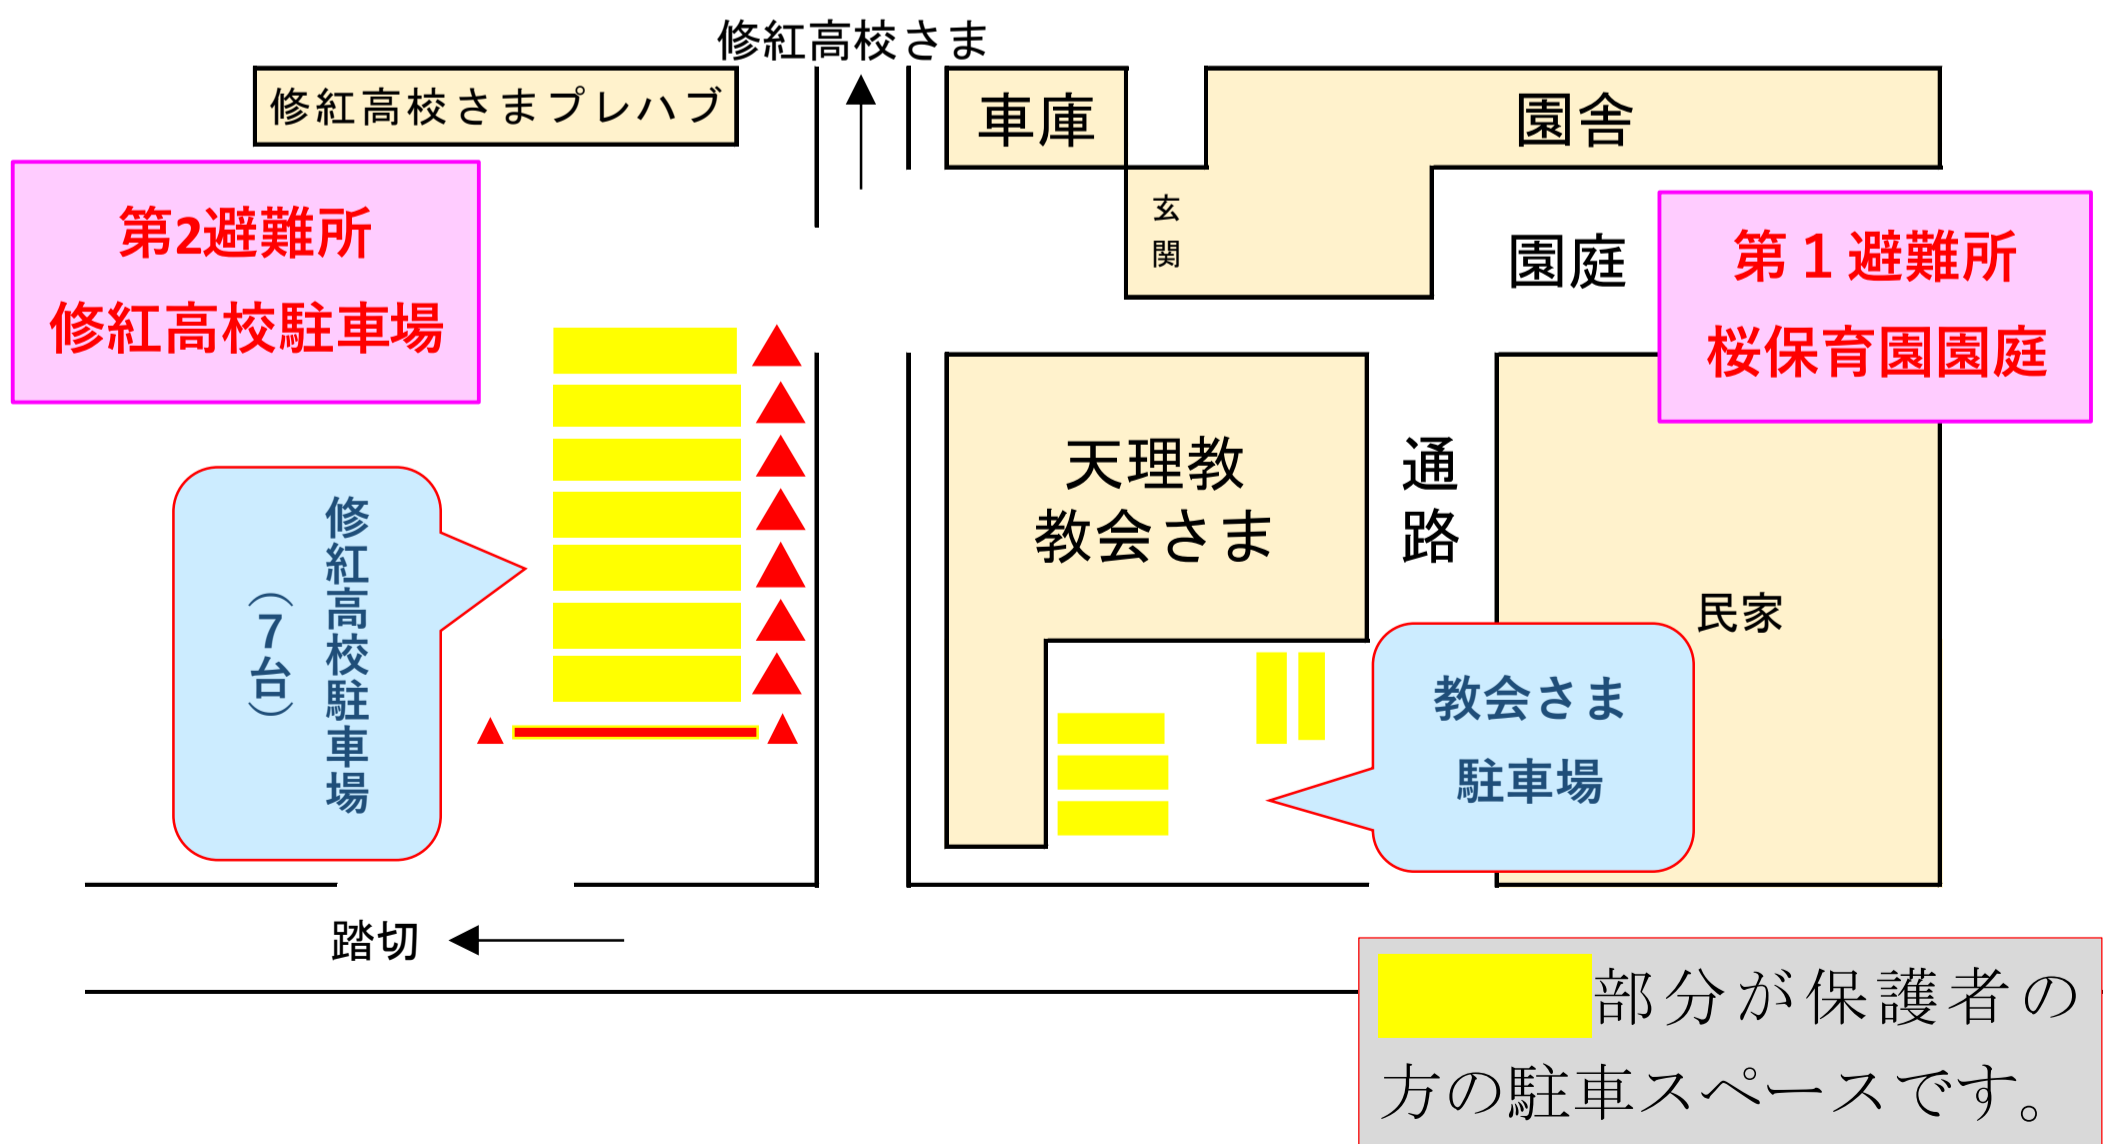 修紅高校さま
修紅高校さまプレハブ
車庫
園舎
玄
関
第2避難所
修紅高校駐車場
園庭
第１避難所
桜保育園園庭
天理教
教会さま
通
路
民家
修紅高校駐車場
（７台）
教会さま
駐車場
踏切
部分が保護者の
方の駐車スペースです。